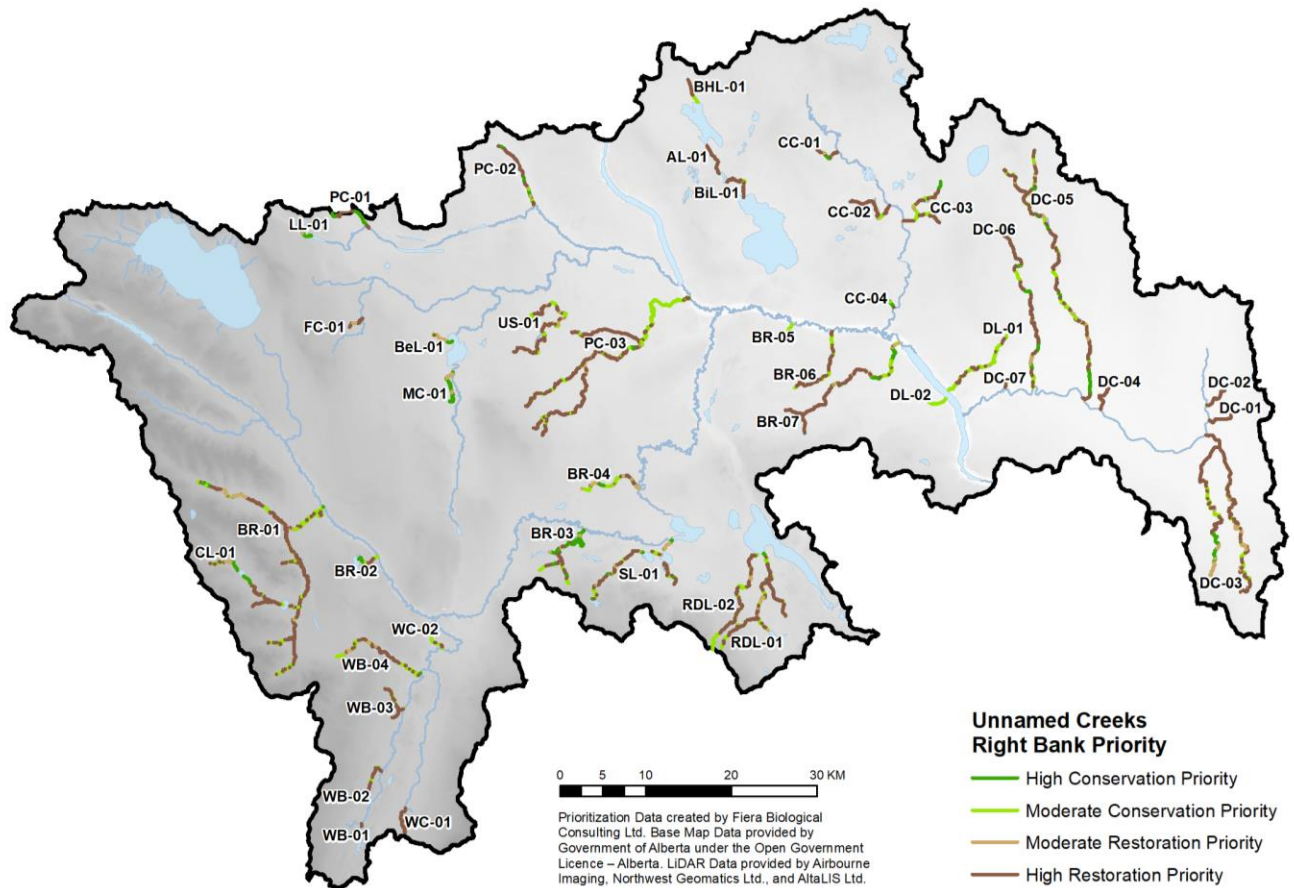 BHL-01
AL-01
BiL-01
CC-01
PC-02
CC-02
CC-03
DC-05
PC-01
LL-01
DC-06
CC-04
FC-01
US-01
BeL-01
PC-03
BR-05
DL-01
MC-01
BR-06
DC-07
DL-02
DC-04
DC-02
DC-01
BR-07
BR-04
BR-01
BR-03
CL-01
BR-02
SL-01
DC-03
RDL-02
WC-02
RDL-01
WB-04
WB-03
WB-02
WB-01
WC-01
0 5 10 20 30 KM
Prioritization Data created by Fiera Biological
Consulting Ltd. Base Map Data provided by
Government of Alberta under the Open Government
Licence – Alberta. LiDAR Data provided by Airbourne
Imaging, Northwest Geomatics Ltd., and AltaLIS Ltd.
Unnamed Creeks
Right Bank Priority
High Conservation Priority
Moderate Conservation Priority
Moderate Restoration Priority
High Restoration Priority